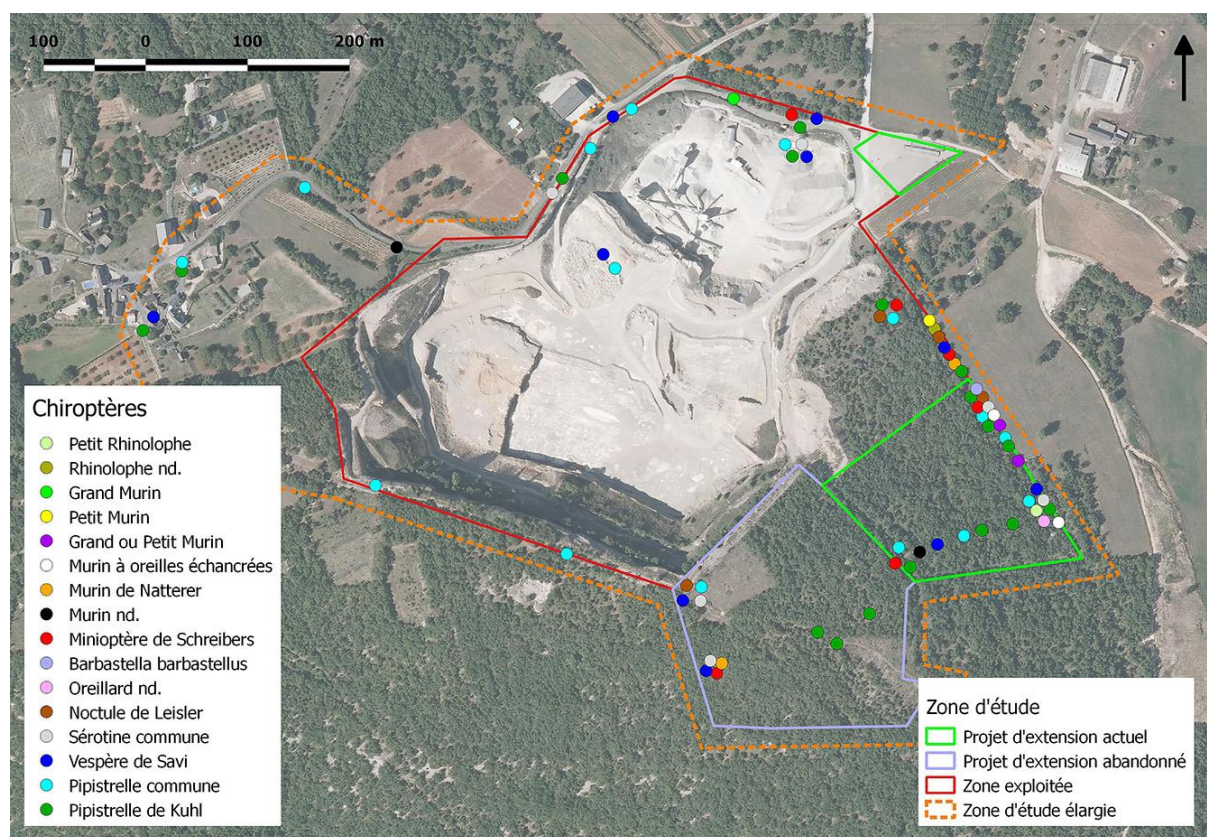 100 0 100 200 m
Chiroptères
Petit Rhinolophe
Rhinolophe nd.
Grand Murin
Petit Murin
Grand ou Petit Murin
Murin à oreilles échancrées
Murin de Natterer
Murin nd.
Minioptère de Schreibers
Barbastella barbastellus
Oreillard nd.
Noctule de Leisler
Sérotine commune
Vespère de Savi
Pipistrelle commune
Pipistrelle de Kuhl
Zone d'étude
Projet d'extension actuel
Projet d'extension abandonné
Zone exploitée
Zone d'étude élargie